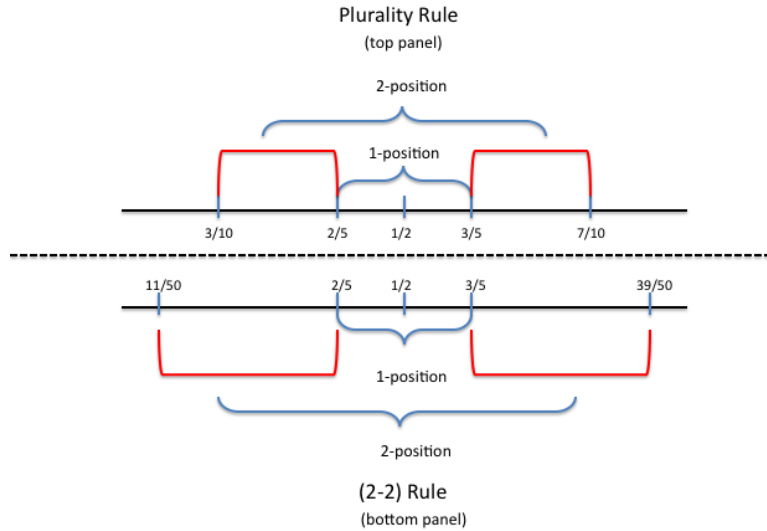 Plurality Rule
(top panel)
2-position
1-position
3/10 2/5 1/2 3/5 7/10
11/50 2/5 1/2 3/5 39/50
1-position
2-position
(2-2) Rule
(bottom panel)